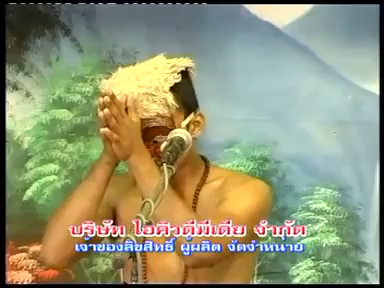 บริษัท ไอคิวดีมีเดีย จำกัด
เจ้าของลิขสิทธิ์ ผู้ผลิต จัดจำหน่าย